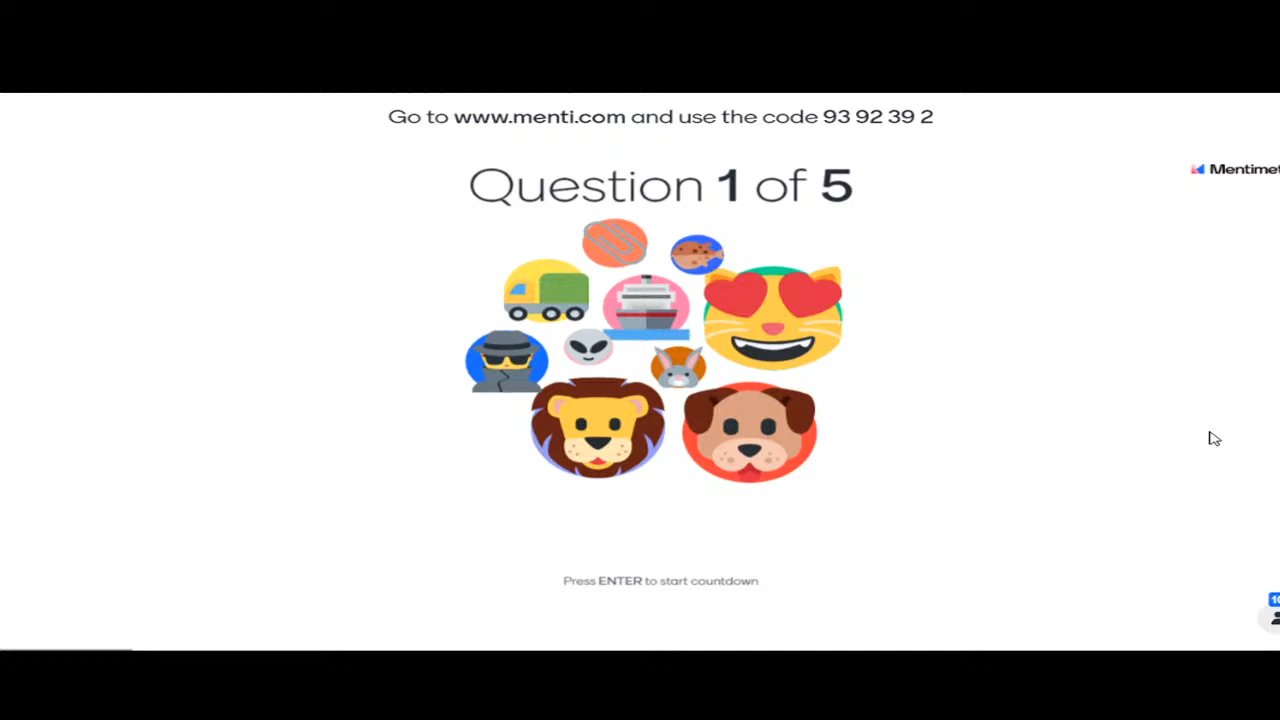 Go to www.menti.com and use the code 93 92 39 2
Mentimet
Question 1 of 5
Press ENTER to start countdown